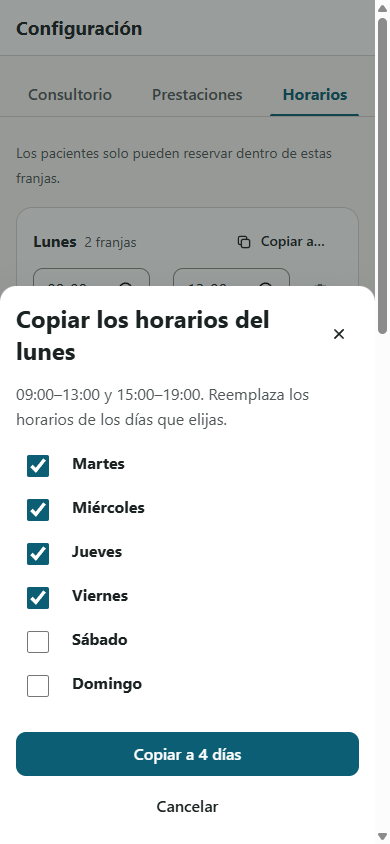 Configuración
Consultorio Prestaciones Horarios
Los pacientes solo pueden reservar dentro de estas
franjas.
Lunes 2 franjas Copiar a...
Copiar los horarios del
lunes
09:00–13:00 y 15:00–19:00. Reemplaza los
horarios de los días que elijas.
Martes
Miércoles
Jueves
Viernes
Sábado
Domingo
Copiar a 4 días
Cancelar